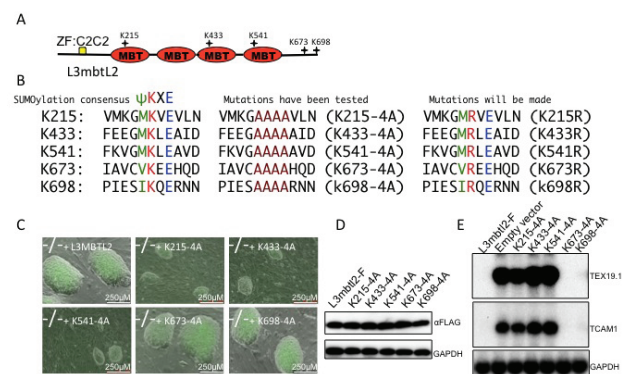 A
ZF:C2C2
K215
K433
K541
K673
K698
MBT
MBT
MBT
MBT
L3mbtL2
B
SUMOylation consensus ψKXE
Mutations have been tested
Mutations will be made
K215: VMKGMKVEVLN VMKGAAAAVLN (K215-4A) VMKGMRVEVLN (K215R)
K433: FEEGMKLEAID FEEGAAAAAID (K433-4A) FEEGMRLEAID (K433R)
K541: FKVGMKLEAVD FKVGAAAAAVD (K541-4A) FKVGMRLEAVD (K541R)
K673: IAVCVKEEHQD IAVCAAAAHQD (K673-4A) IAVCVREEHQD (K673R)
K698: PIESIKQERNN PIESAAAARNN (k698-4A) PIESIRQERNN (k698R)
C
-/-+ L3MBTL2
250µM
-/-+ K215-4A
250µM
-/-+ K433-4A
250µM
-/-+ K541-4A
250µM
-/-+ K673-4A
250µM
-/-+ K698-4A
250µM
D
L3mbtl2-F
K215-4A
K433-4A
K541-4A
K673-4A
K698-4A
αFLAG
GAPDH
E
L3mbtl2-F
Empty vector
K215-4A
K433-4A
K541-4A
K673-4A
K698-4A
TEX19.1
TCAM1
GAPDH